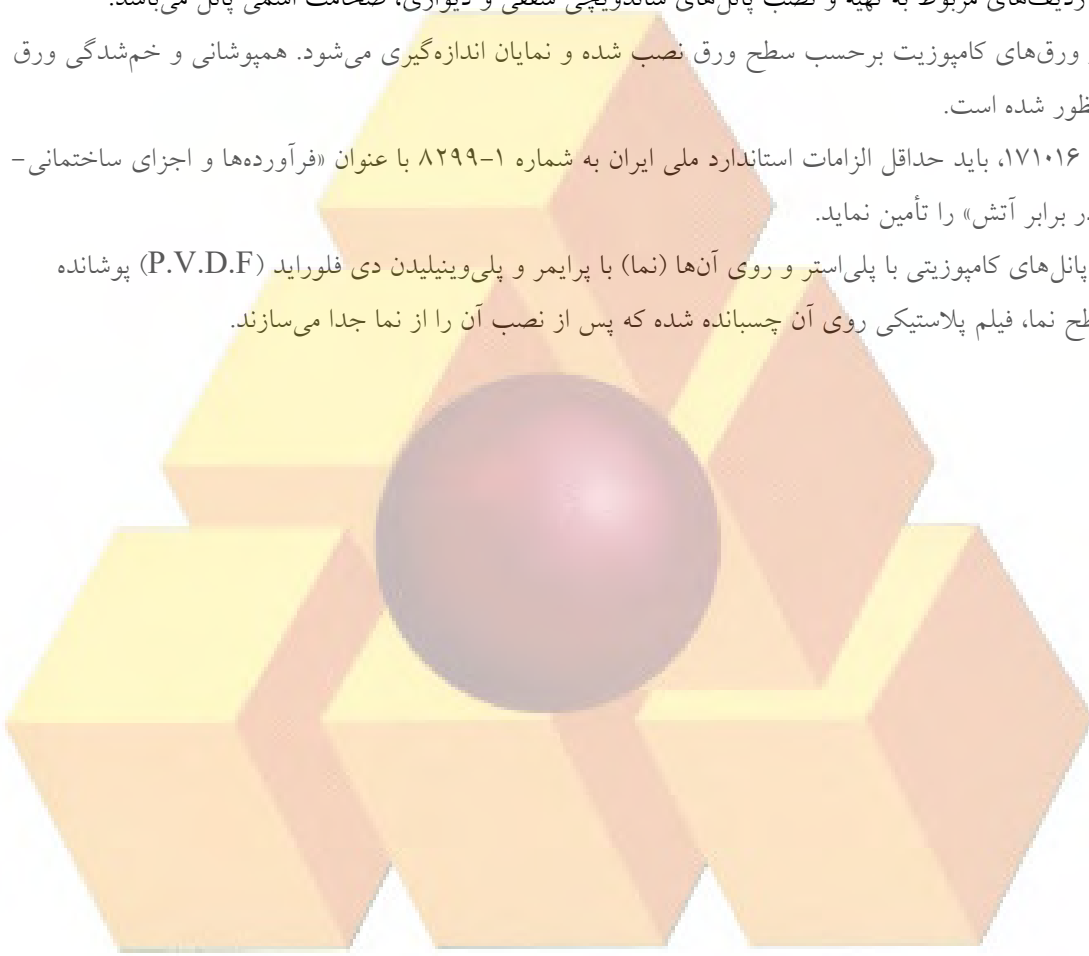 ردیف‌های مربوط به تهیه و نصب پانل‌های ساندویچی سقفی و دیواری، ضخامت اسمی پانل می‌باشد.
ورق‌های کامپوزیت برحسب سطح ورق نصب شده و نمایان اندازه‌گیری می‌شود. همپوشانی و خم‌شدگی ورق
ظور شده است.
۱۷۱۰۱۶، باید حداقل الزامات استاندارد ملی ایران به شماره ۱-۸۲۹۹ با عنوان «فرآورده‌ها و اجزای ساختمانی-
در برابر آتش» را تأمین نماید.
پانل‌های کامپوزیتی با پلی‌استر و روی آن‌ها (نما) با پرایمر و پلی‌وینیلیدن دی فلوراید (P.V.D.F) پوشانده
طح نما، فیلم پلاستیکی روی آن چسبانده شده که پس از نصب آن را از نما جدا می‌سازند.